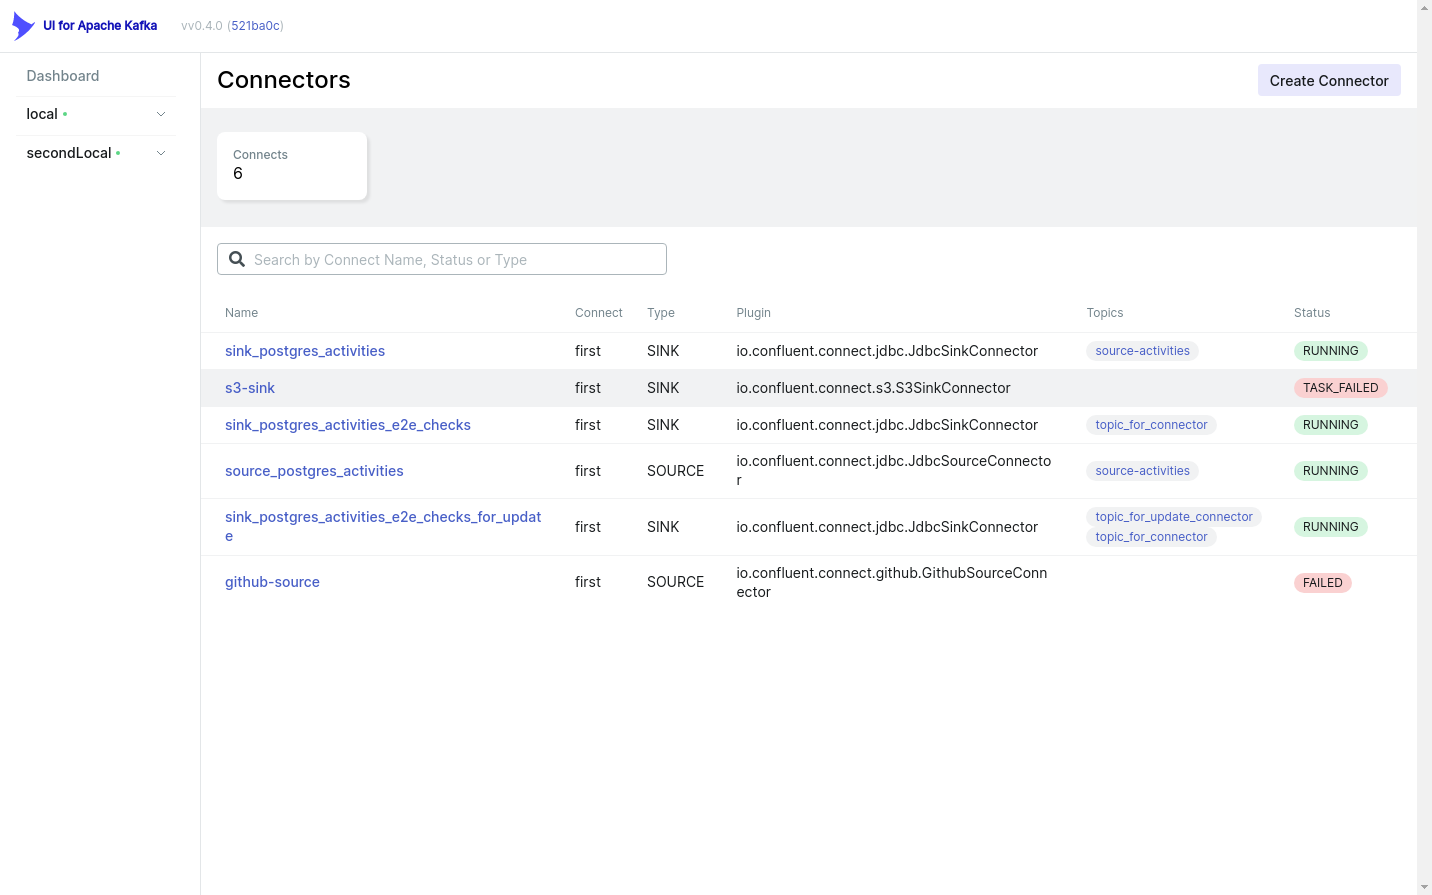 UI for Apache Kafka vv0.4.0 (521ba0c)
Dashboard
local
secondLocal
Connectors
Create Connector
Connects
6
Search by Connect Name, Status or Type
Name Connect Type Plugin Topics Status
sink_postgres_activities first SINK io.confluent.connect.jdbc.JdbcSinkConnector source-activities RUNNING
s3-sink first SINK io.confluent.connect.s3.S3SinkConnector TASK_FAILED
sink_postgres_activities_e2e_checks first SINK io.confluent.connect.jdbc.JdbcSinkConnector topic_for_connector RUNNING
source_postgres_activities first SOURCE io.confluent.connect.jdbc.JdbcSourceConnecto
r source-activities RUNNING
sink_postgres_activities_e2e_checks_for_updat
e first SINK io.confluent.connect.jdbc.JdbcSinkConnector topic_for_update_connector
topic_for_connector RUNNING
github-source first SOURCE io.confluent.connect.github.GithubSourceConn
ector FAILED